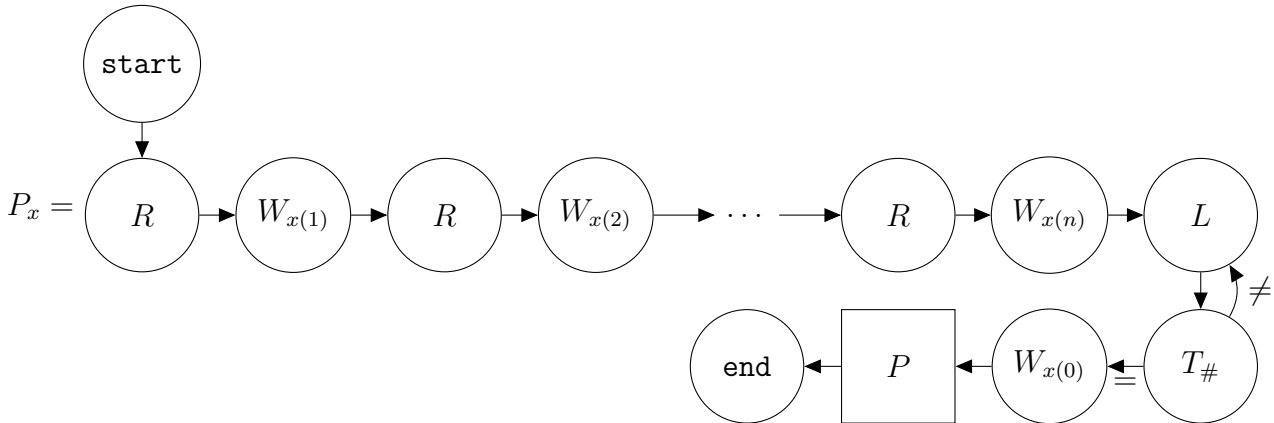 start
P_x = R W_{x(1)} R W_{x(2)} ⋯ R W_{x(n)} L
≠
end P W_{x(0)} = T_#